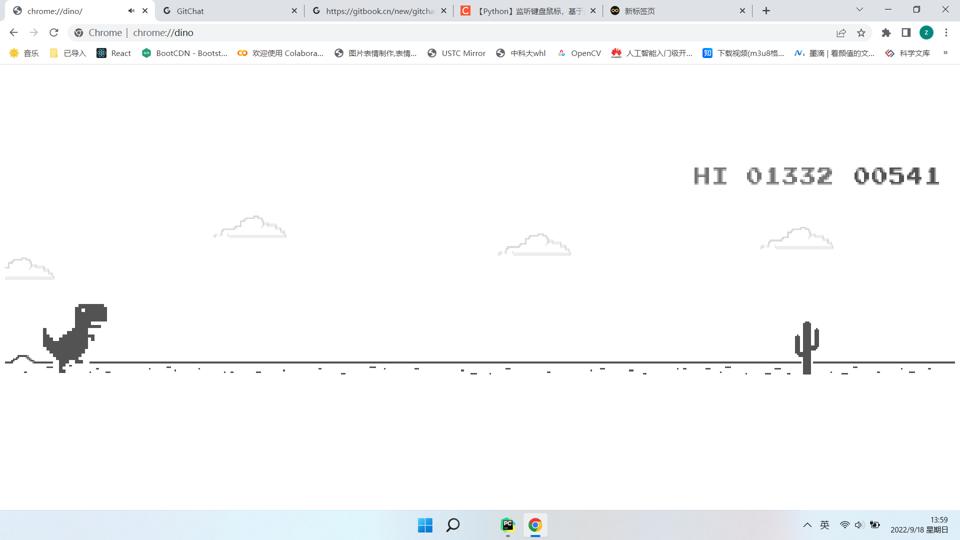 chrome://dino/
GitChat
https://gitbook.cn/new/gitcha
【Python】监听键盘鼠标，基于
新标签页
Chrome | chrome://dino
音乐
已导入
React
BootCDN - Bootst...
欢迎使用 Colabora...
图片表情制作,表情...
USTC Mirror
中科大whl
OpenCV
人工智能入门级开...
下载视频(m3u8格...
墨滴 | 看颜值的文...
科学文库
»
HI 01332 00541
英
13:59
2022/9/18 星期日